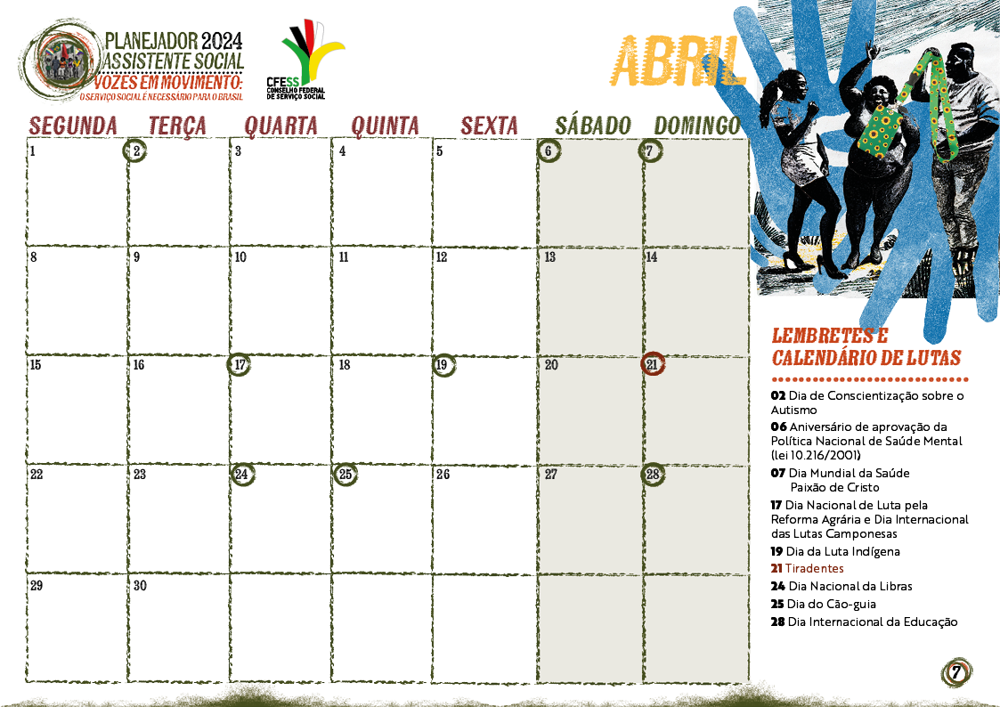 PLANEJADOR 2024
ASSISTENTE SOCIAL
VOZES EM MOVIMENTO:
O SERVIÇO SOCIAL É NECESSÁRIO PARA O BRASIL
CFESS
CONSELHO FEDERAL
DE SERVIÇO SOCIAL
ABRIL
SEGUNDA TERÇA QUARTA QUINTA SEXTA SÁBADO DOMINGO
1 2 3 4 5 6 7
8 9 10 11 12 13 14
15 16 17 18 19 20 21
22 23 24 25 26 27 28
29 30
LEMBRETES E
CALENDÁRIO DE LUTAS
02 Dia de Conscientização sobre o
Autismo
06 Aniversário de aprovação da
Política Nacional de Saúde Mental
(lei 10.216/2001)
07 Dia Mundial da Saúde
Paixão de Cristo
17 Dia Nacional de Luta pela
Reforma Agrária e Dia Internacional
das Lutas Camponesas
19 Dia da Luta Indígena
21 Tiradentes
24 Dia Nacional da Libras
25 Dia do Cão-guia
28 Dia Internacional da Educação
7